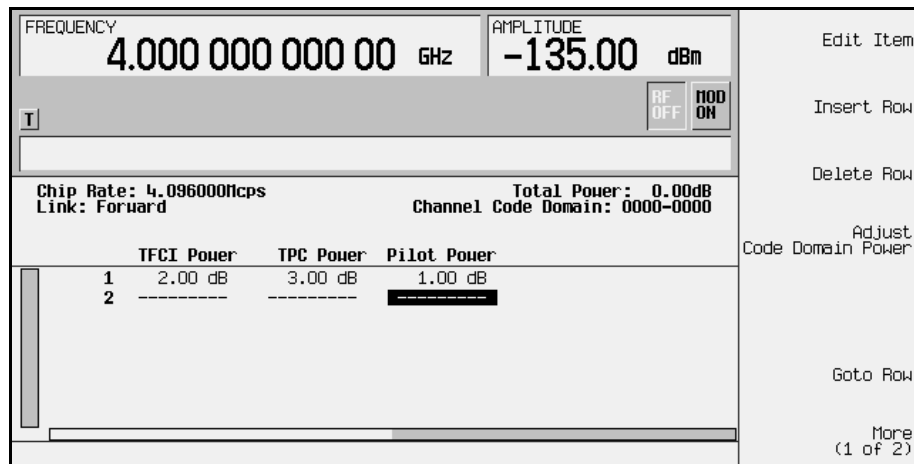 FREQUENCY
4.000 000 000 00 GHz
AMPLITUDE
-135.00 dBm
RF OFF
MOD ON
T
Chip Rate: 4.096000Mcps
Total Power: 0.00dB
Link: Forward
Channel Code Domain: 0000-0000
TFCI Power TPC Power Pilot Power
1 2.00 dB 3.00 dB 1.00 dB
2 --------- --------- ---------
Edit Item
Insert Row
Delete Row
Adjust
Code Domain Power
Goto Row
More
(1 of 2)